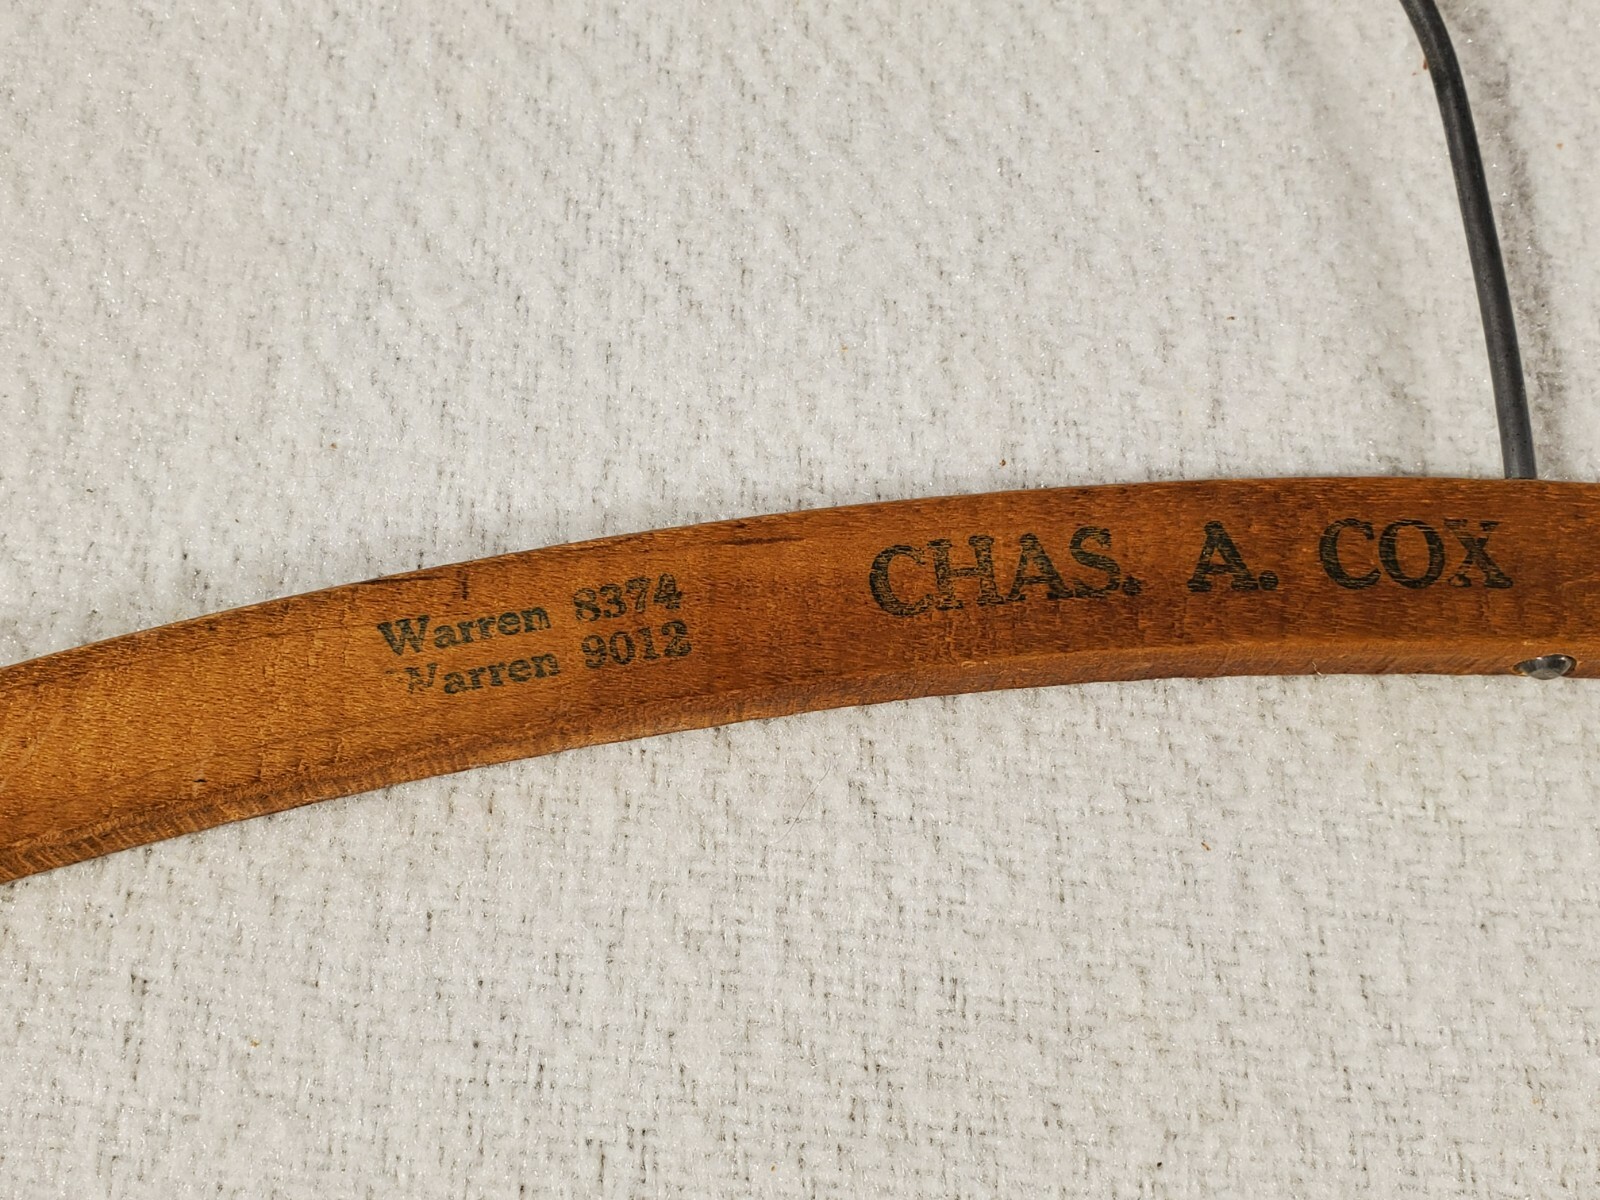 Warren 8374
Warren 9012
CHAS. A. COX